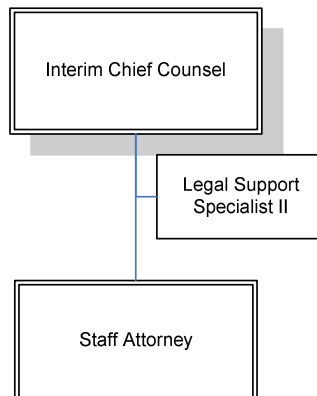 Interim Chief Counsel
Legal Support
Specialist II
Staff Attorney